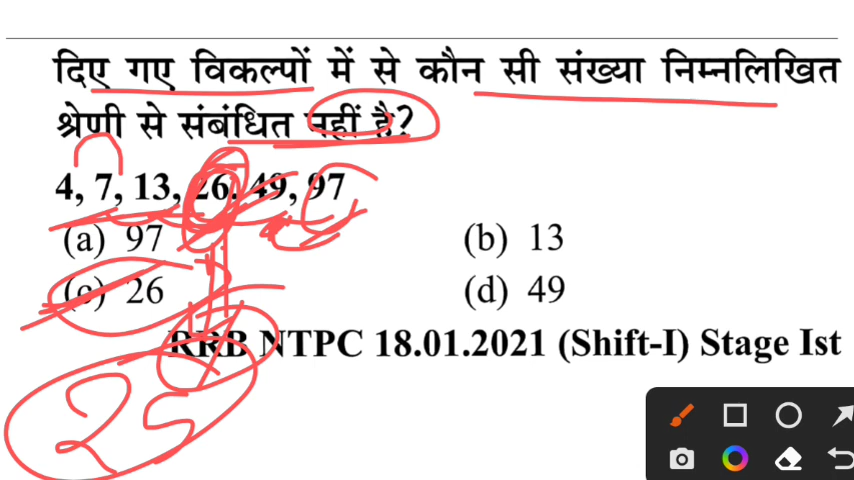 दिए गए विकल्पों में से कौन सी संख्या निम्नलिखित
श्रेणी से संबंधित नहीं है?
4, 7, 13, 26, 49, 97
(a) 97 (b) 13
(c) 26 (d) 49
RRB NTPC 18.01.2021 (Shift-I) Stage Ist
25